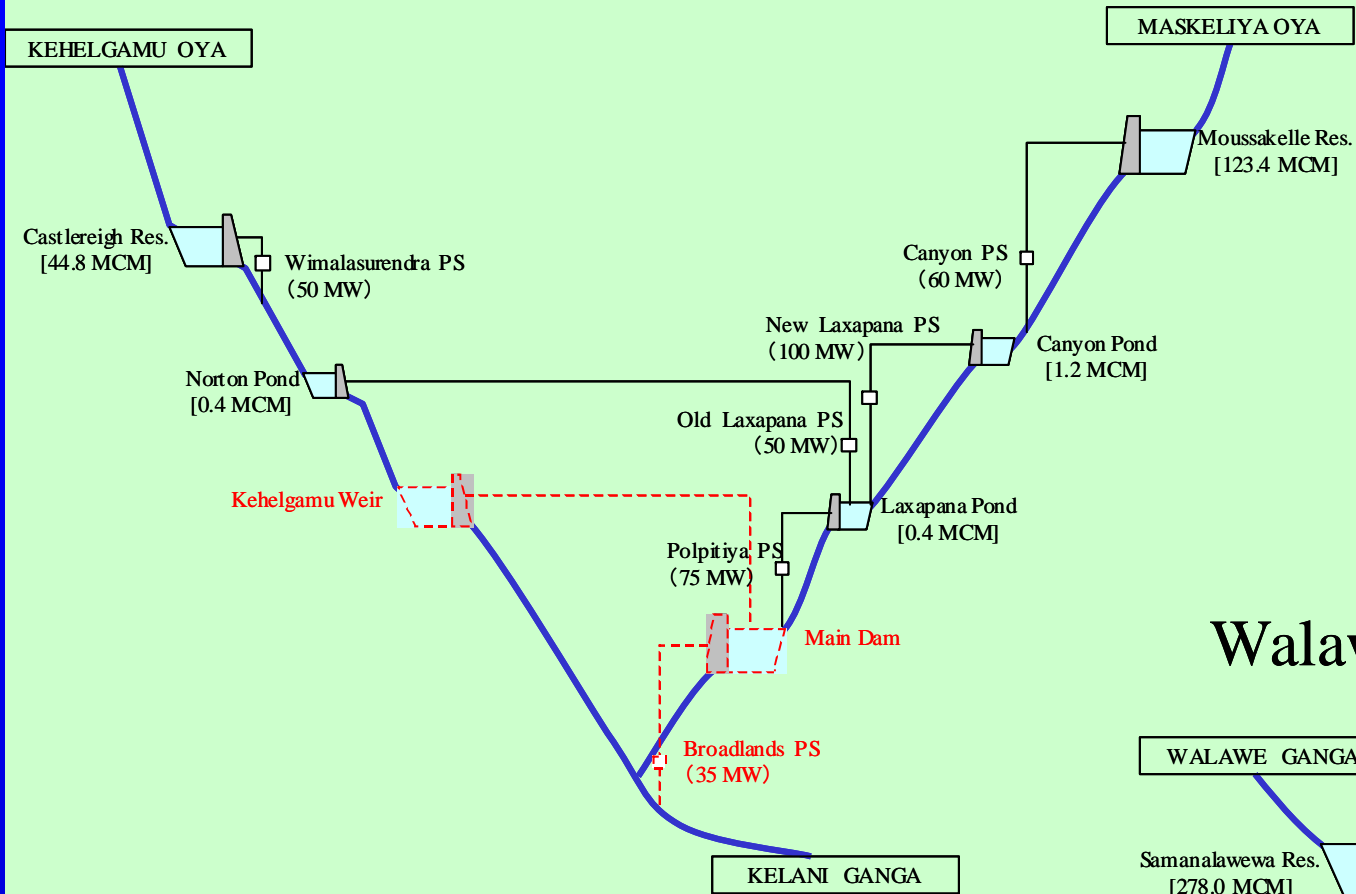 KEHELGAMU OYA
MASKELIYA OYA
Moussakelle Res.
[123.4 MCM]
Castlereigh Res.
[44.8 MCM]
Wimalasurendra PS
(50 MW)
Canyon PS
(60 MW)
New Laxapana PS
(100 MW)
Canyon Pond
[1.2 MCM]
Norton Pond
[0.4 MCM]
Old Laxapana PS
(50 MW)
Kehelgamu Weir
Laxapana Pond
[0.4 MCM]
Polpitiya PS
(75 MW)
Main Dam
Broadlands PS
(35 MW)
WALAWE GANGA
Samanalawewa Res.
[278.0 MCM]
KELANI GANGA